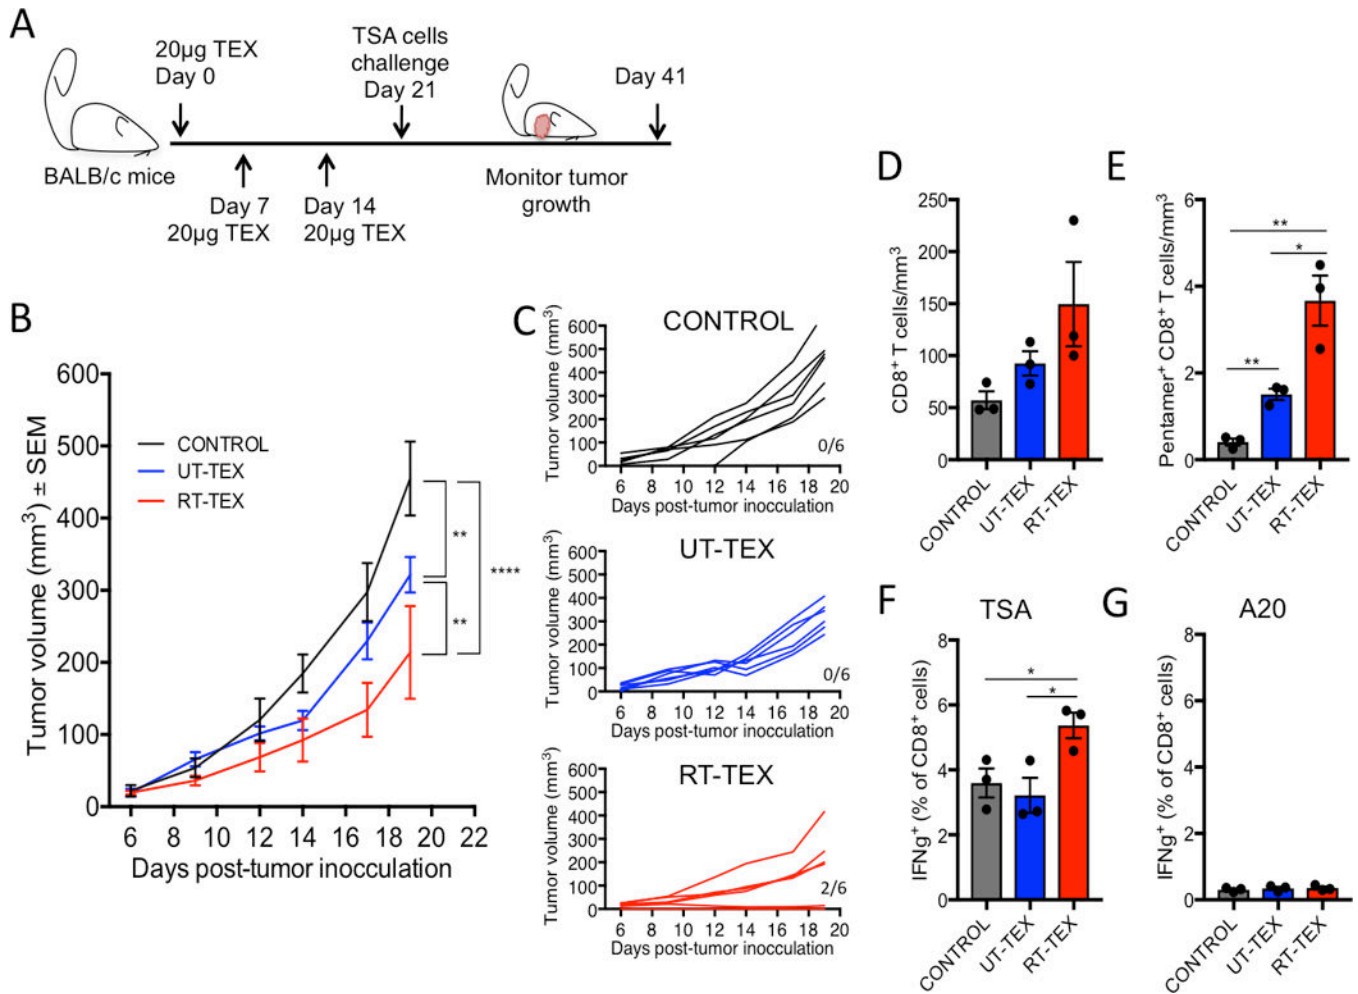 A
20µg TEX
Day 0
TSA cells
challenge
Day 21
Day 41
BALB/c mice
Day 7
20µg TEX
Day 14
20µg TEX
Monitor tumor
growth
B
Tumor volume (mm³) ± SEM
600
500
400
300
200
100
0
CONTROL
UT-TEX
RT-TEX
**
**
****
6 8 10 12 14 16 18 20 22
Days post-tumor inocculation
C
CONTROL
Tumor volume (mm³)
600
500
400
300
200
100
0
0/6
6 8 10 12 14 16 18 20
Days post-tumor inocculation
UT-TEX
Tumor volume (mm³)
600
500
400
300
200
100
0
0/6
6 8 10 12 14 16 18 20
Days post-tumor inocculation
RT-TEX
Tumor volume (mm³)
600
500
400
300
200
100
0
2/6
6 8 10 12 14 16 18 20
Days post-tumor inocculation
D
CD8⁺ T cells/mm³
250
200
150
100
50
0
CONTROL
UT-TEX
RT-TEX
E
Pentamer⁺ CD8⁺ T cells/mm³
6
4
2
0
**
*
**
CONTROL
UT-TEX
RT-TEX
F
TSA
IFNg⁺ (% of CD8⁺ cells)
8
6
4
2
0
*
*
CONTROL
UT-TEX
RT-TEX
G
A20
IFNg⁺ (% of CD8⁺ cells)
8
6
4
2
0
CONTROL
UT-TEX
RT-TEX